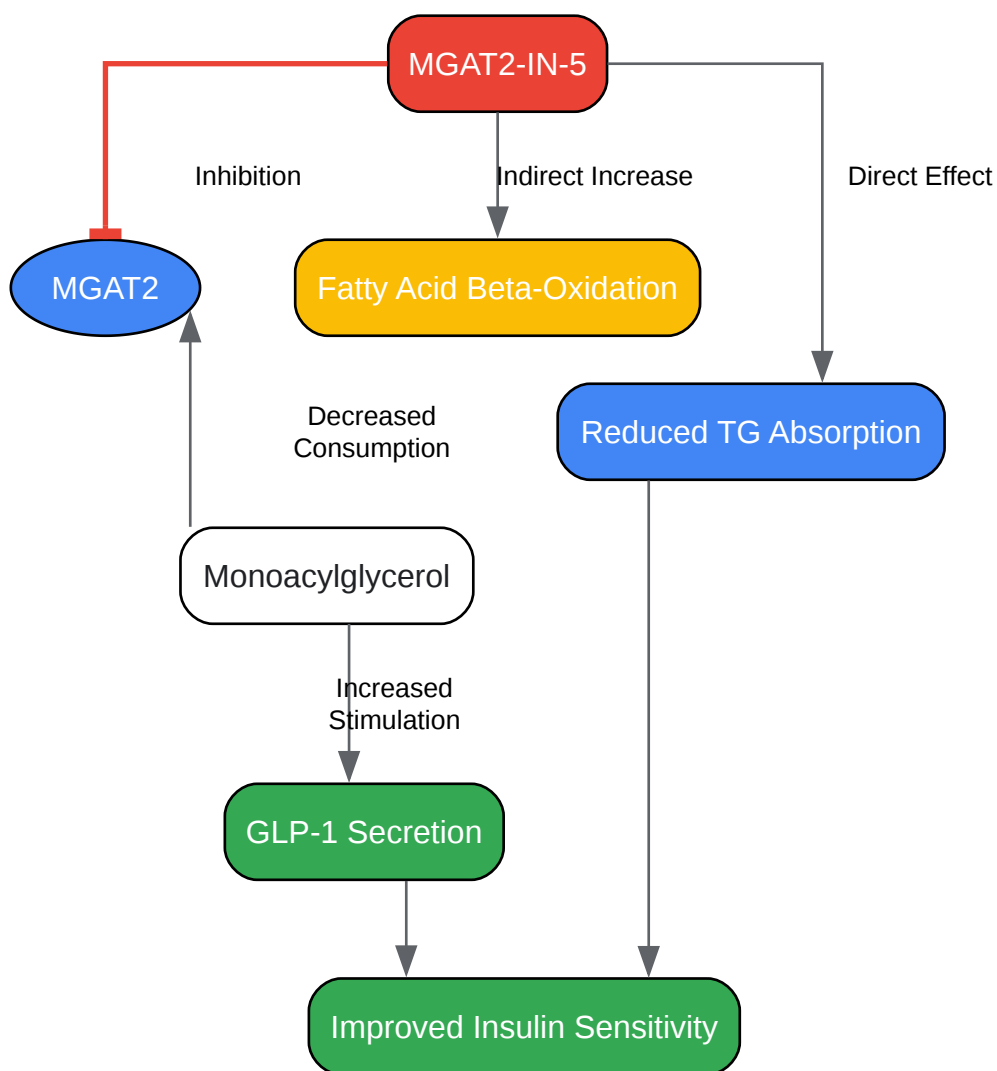 MGAT2-IN-5
Inhibition
Indirect Increase
Direct Effect
MGAT2
Fatty Acid Beta-Oxidation
Decreased
Consumption
Reduced TG Absorption
Monoacylglycerol
Increased
Stimulation
GLP-1 Secretion
Improved Insulin Sensitivity